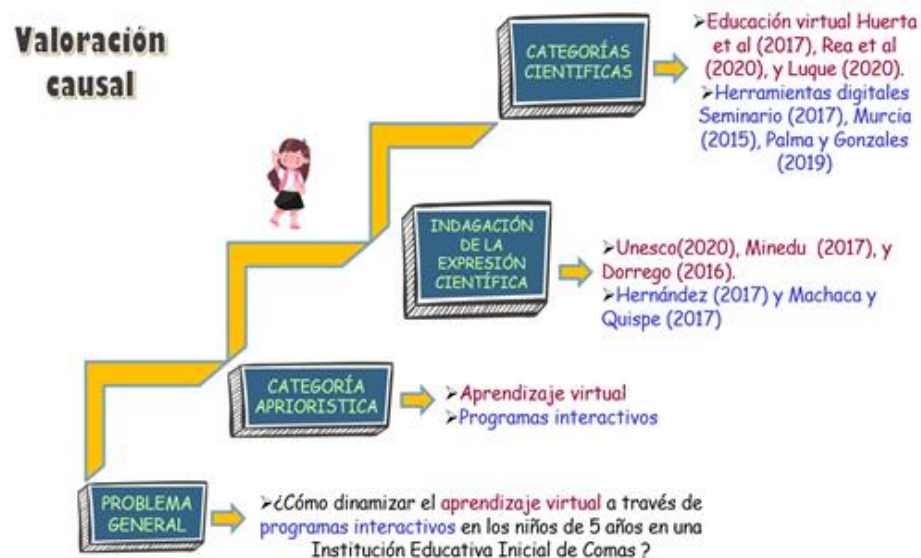 Valoración
causal
CATEGORÍAS
CIENTIFICAS
➤Educación virtual Huerta
et al (2017), Rea et al
(2020), y Luque (2020).
➤Herramientas digitales
Seminario (2017), Murcia
(2015), Palma y Gonzales
(2019)
INDAGACIÓN
DE LA
EXPRESIÓN
CIENTÍFICA
➤Unesco(2020), Minedu (2017), y
Dorrego (2016).
➤Hernández (2017) y Machaca y
Quispe (2017)
CATEGORÍA
APRIORISTICA
➤Aprendizaje virtual
➤Programas interactivos
PROBLEMA
GENERAL
➤¿Cómo dinamizar el aprendizaje virtual a través de
programas interactivos en los niños de 5 años en una
Institución Educativa Inicial de Comas ?